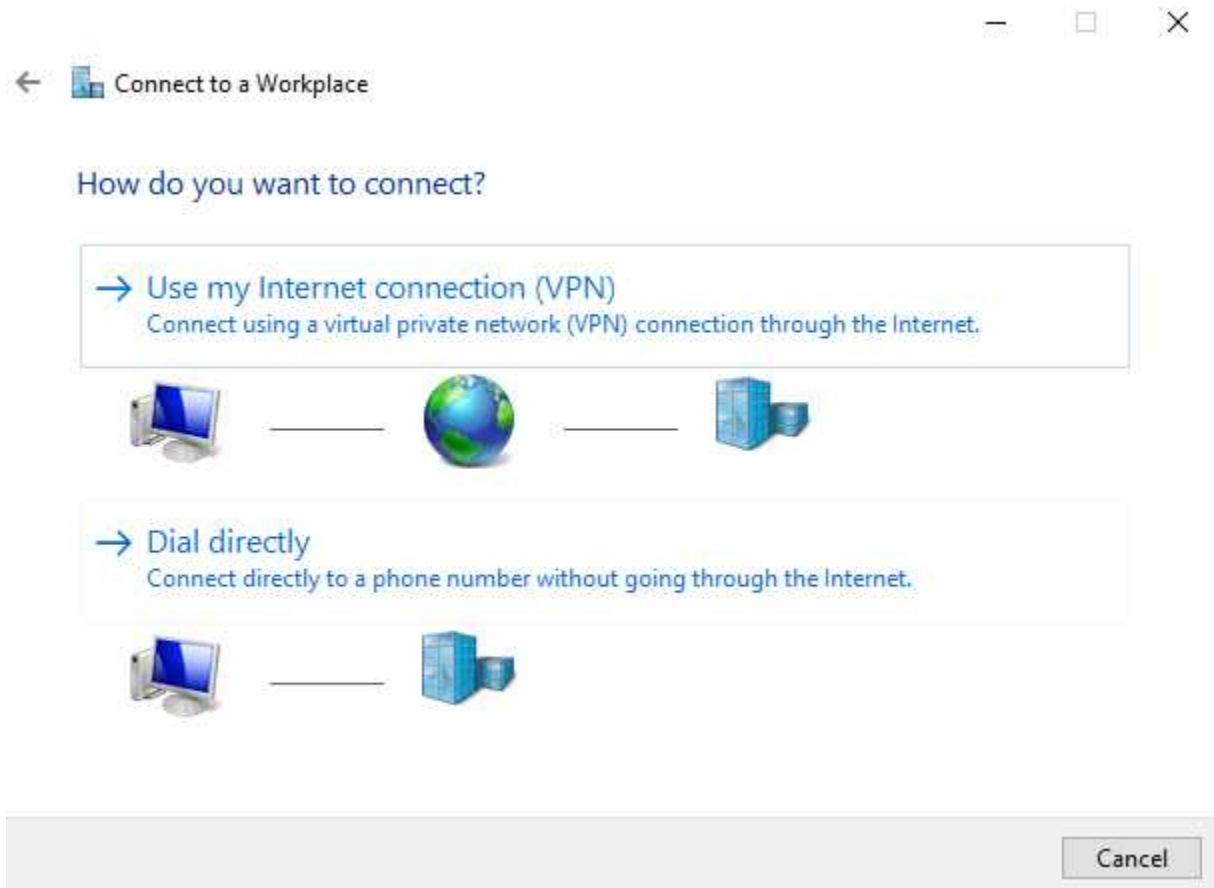 Connect to a Workplace
How do you want to connect?
Use my Internet connection (VPN)
Connect using a virtual private network (VPN) connection through the Internet.
Dial directly
Connect directly to a phone number without going through the Internet.
Cancel